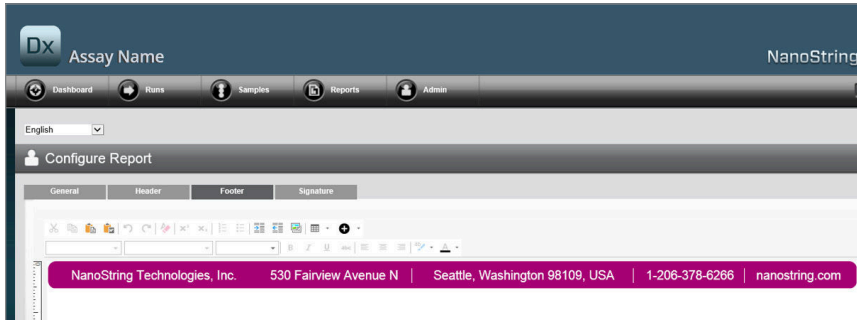 Dx Assay Name NanoString
Dashboard Runs Samples Reports Admin
English
Configure Report
General Header Footer Signature
B I U abc A
NanoString Technologies, Inc. 530 Fairview Avenue N | Seattle, Washington 98109, USA | 1-206-378-6266 | nanostring.com